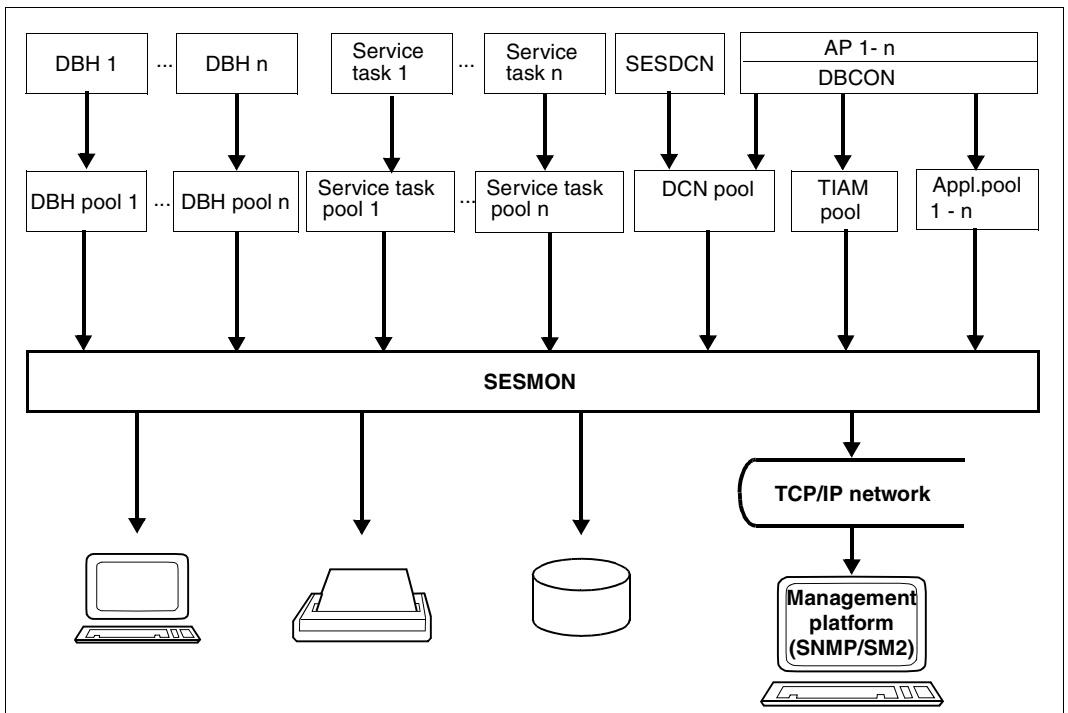 DBH 1
...
DBH n
Service
task 1
...
Service
task n
SESDCN
AP 1- n
DBCON
DBH pool 1
...
DBH pool n
Service task
pool 1
...
Service task
pool n
DCN pool
TIAM
pool
Appl.pool
1 - n
SESMON
TCP/IP network
Management
platform
(SNMP/SM2)